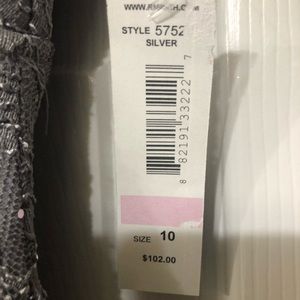 STYLE 5752
SILVER
8 82191 33222 7
SIZE 10
$102.00